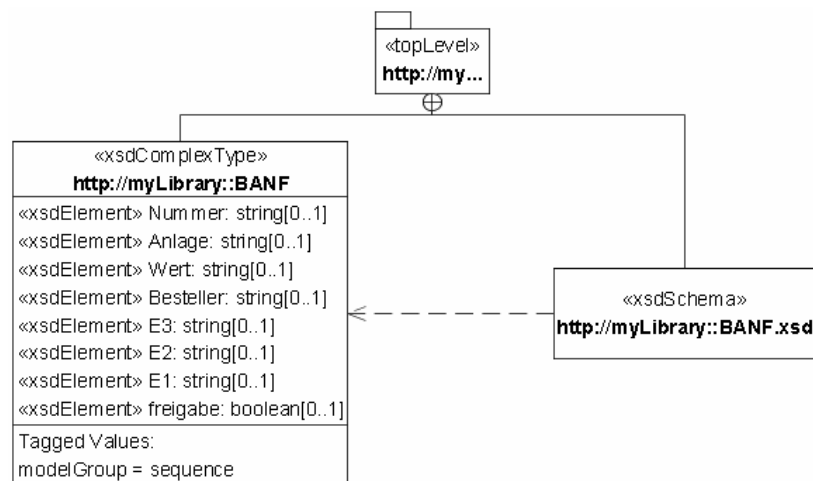 «topLevel»
http://my...
«xsdComplexType»
http://myLibrary::BANF
«xsdElement» Nummer: string[0..1]
«xsdElement» Anlage: string[0..1]
«xsdElement» Wert: string[0..1]
«xsdElement» Besteller: string[0..1]
«xsdElement» E3: string[0..1]
«xsdElement» E2: string[0..1]
«xsdElement» E1: string[0..1]
«xsdElement» freigabe: boolean[0..1]
Tagged Values:
modelGroup = sequence
«xsdSchema»
http://myLibrary::BANF.xsd